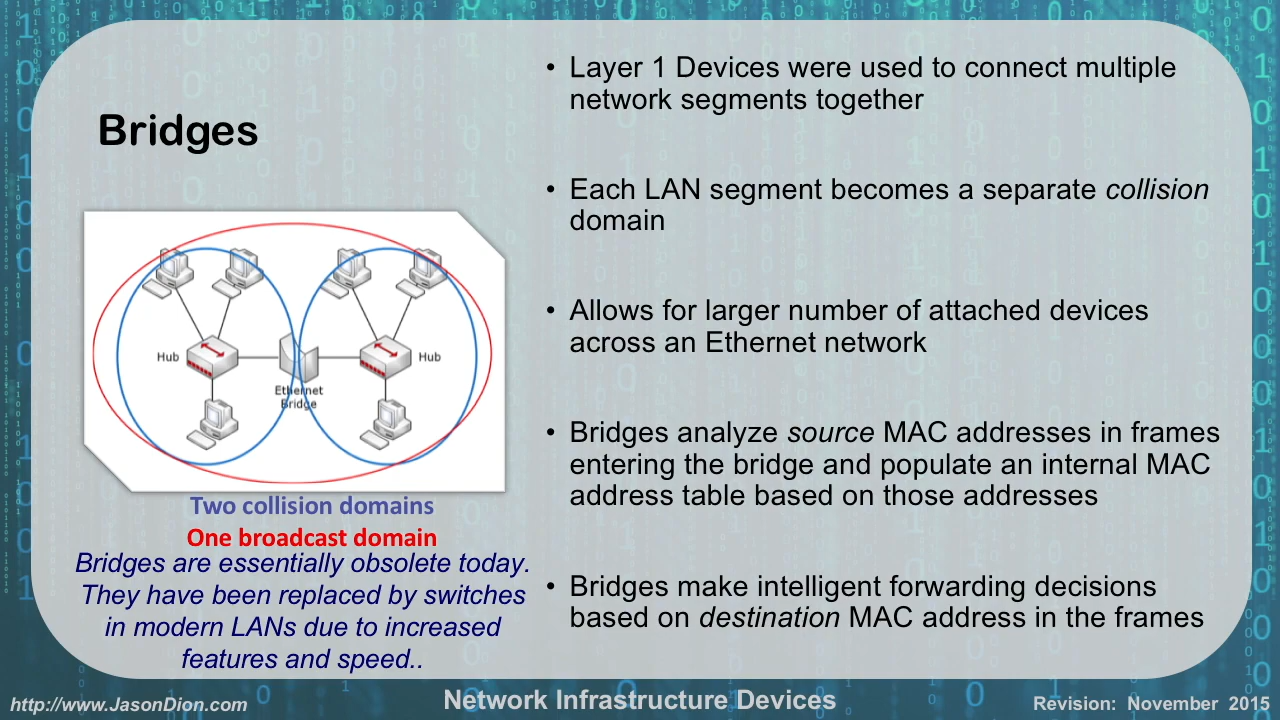 Bridges
Hub
Hub
Ethernet
Bridge
Two collision domains
One broadcast domain
Bridges are essentially obsolete today.
They have been replaced by switches
in modern LANs due to increased
features and speed..
• Layer 1 Devices were used to connect multiple
network segments together
• Each LAN segment becomes a separate collision
domain
• Allows for larger number of attached devices
across an Ethernet network
• Bridges analyze source MAC addresses in frames
entering the bridge and populate an internal MAC
address table based on those addresses
• Bridges make intelligent forwarding decisions
based on destination MAC address in the frames
http://www.JasonDion.com
Network Infrastructure Devices
Revision: November 2015